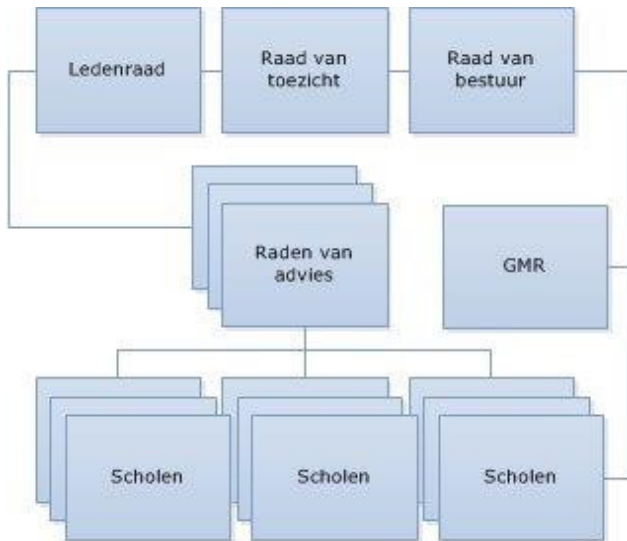 Ledenraad
Raad van
toezicht
Raad van
bestuur
Raden van
advies
GMR
Scholen
Scholen
Scholen